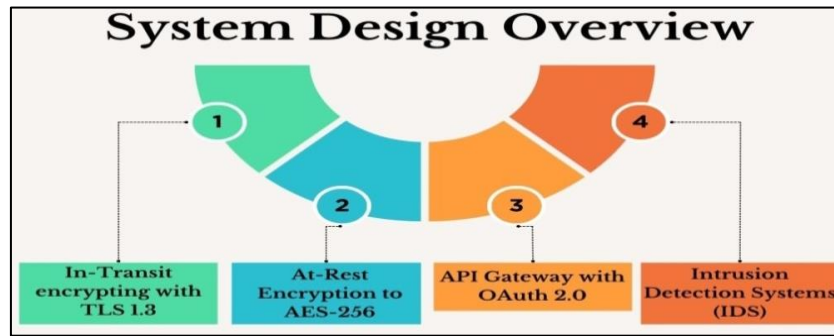 System Design Overview
1
4
2
3
In-Transit
encrypting with
TLS 1.3
At-Rest
Encryption to
AES-256
API Gateway with
OAuth 2.0
Intrusion
Detection Systems
(IDS)